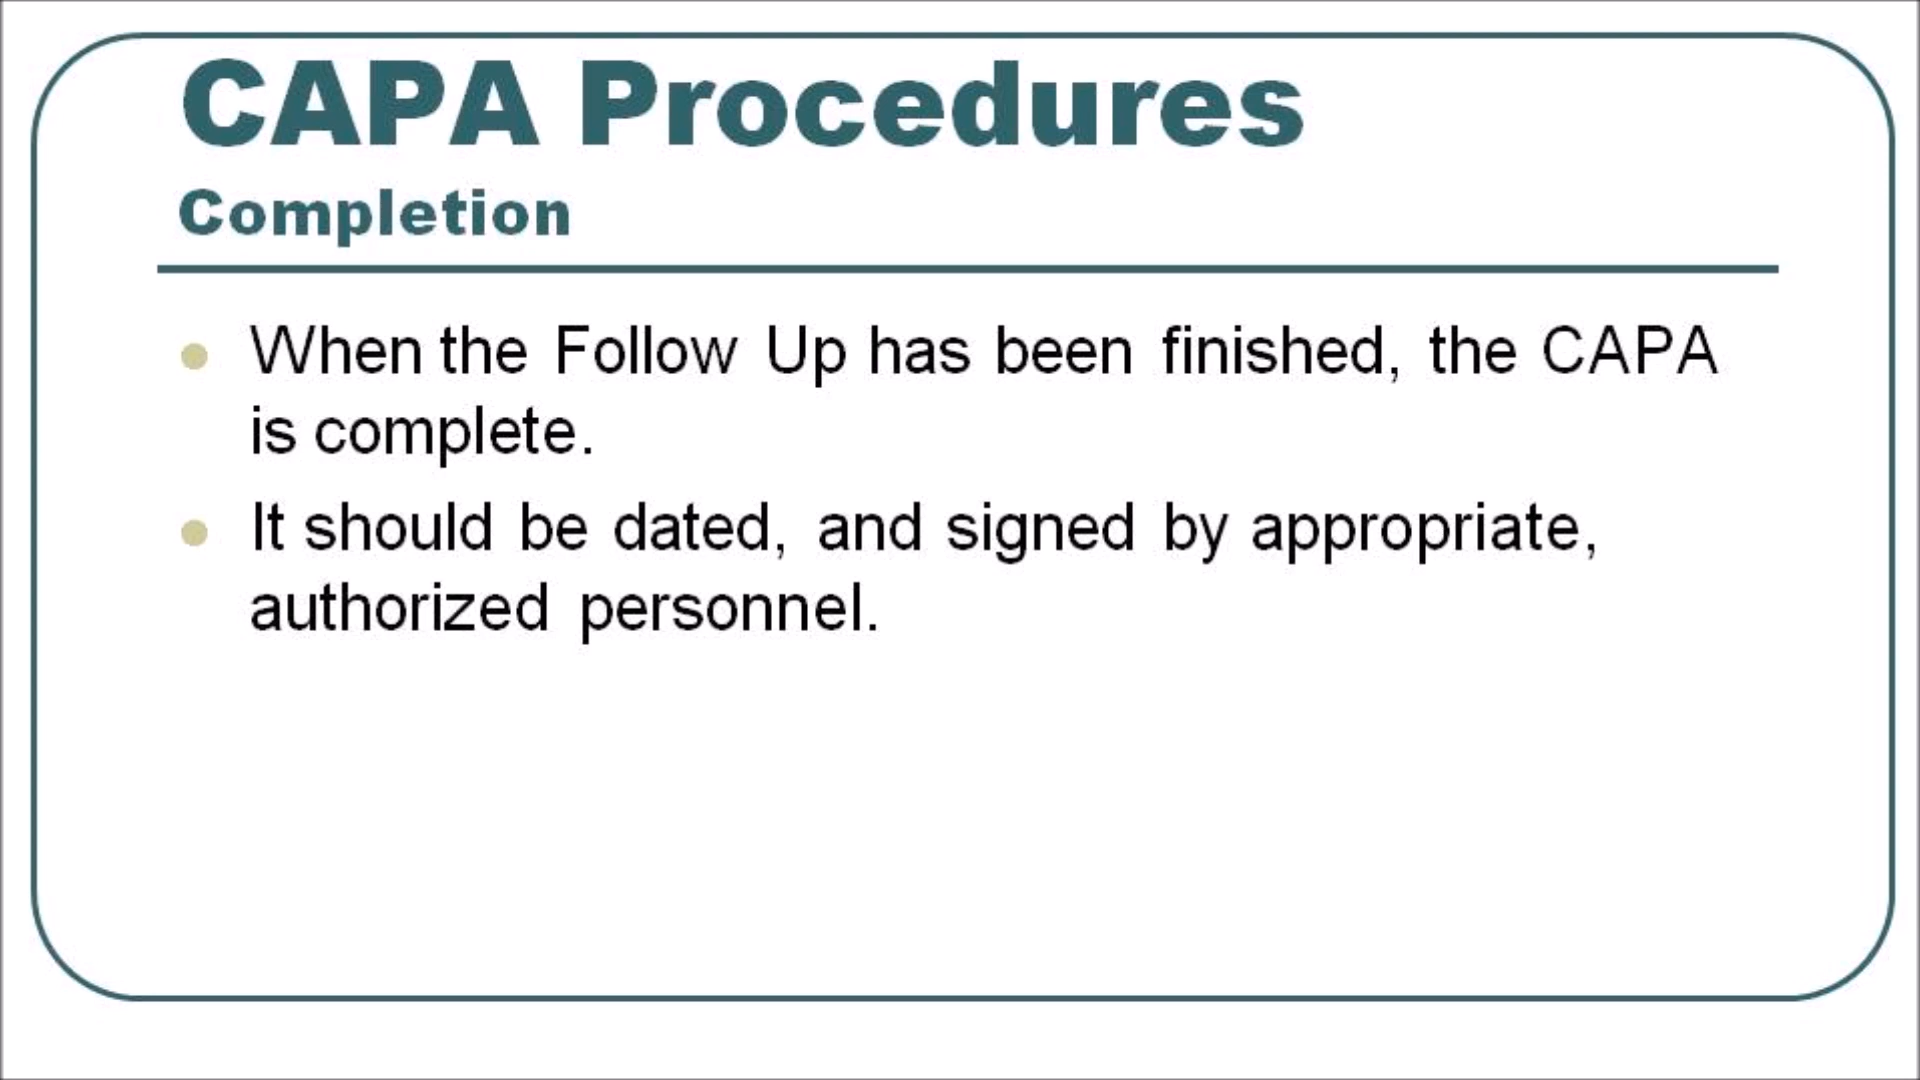 CAPA Procedures
Completion
When the Follow Up has been finished, the CAPA
is complete.
It should be dated, and signed by appropriate,
authorized personnel.